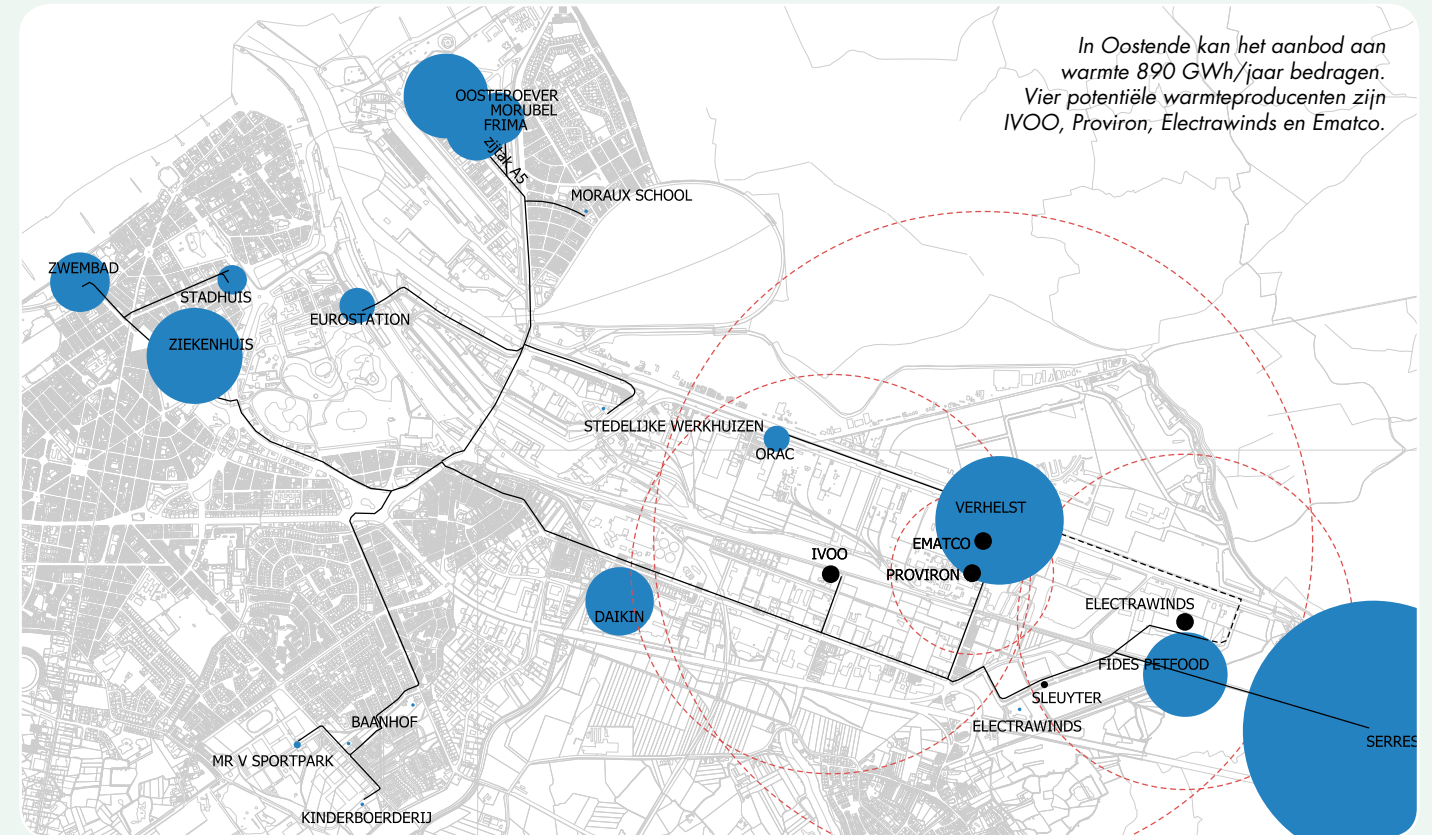 In Oostende kan het aanbod aan
warmte 890 GWh/jaar bedragen.
Vier potentiële warmteproducenten zijn
IVOO, Proviron, Electrawinds en Ematco.
OOSTEROEVER
MORUBEL
FRIMA
zijtak A5
MORAUX SCHOOL
ZWEMBAD
STADHUIS
EUROSTATION
ZIEKENHUIS
STEDELIJKE WERKHUIZEN
ORAC
VERHELST
EMATCO
IVOO
PROVIRON
ELECTRAWINDS
DAIKIN
FIDES PETFOOD
SLEUYTER
ELECTRAWINDS
SERRES
BAANHOF
MR V SPORTPARK
KINDERBOERDERIJ